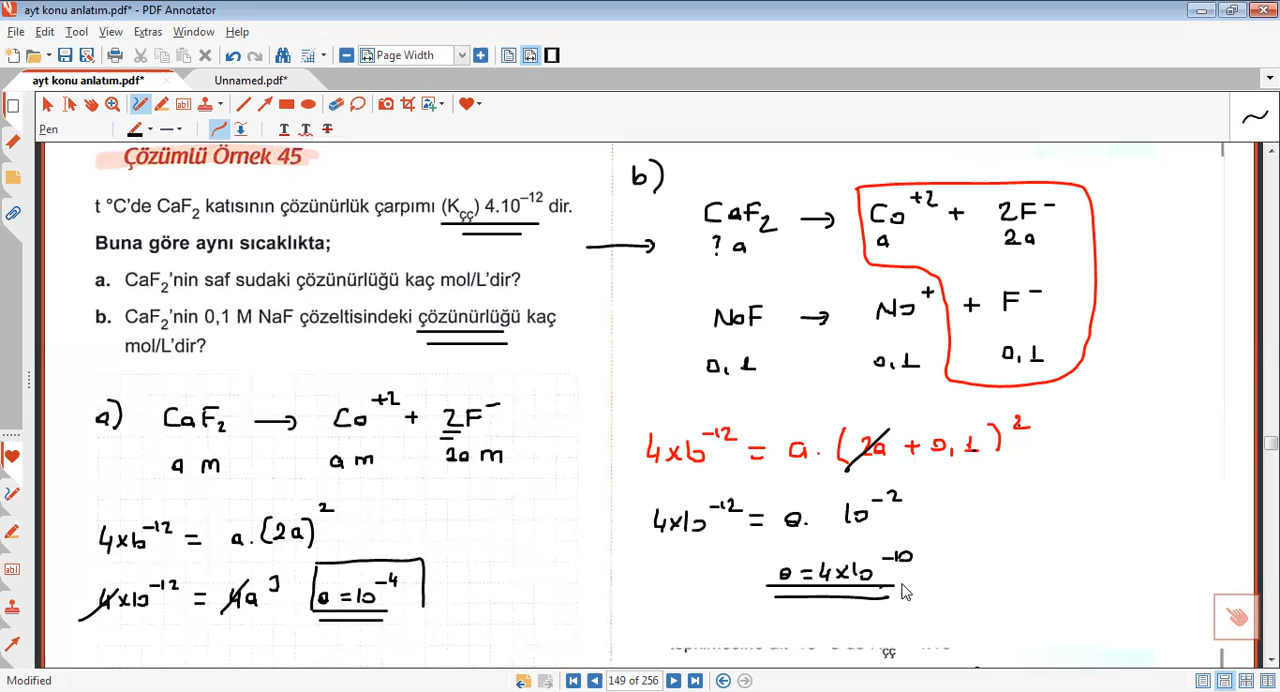 ayt konu anlatım.pdf* - PDF Annotator
File Edit Tool View Extras Window Help
Page Width
ayt konu anlatım.pdf* Unnamed.pdf*
Pen
Çözümlü Örnek 45
t °C'de CaF₂ katısının çözünürlük çarpımı (Kçç) 4.10⁻¹² dir.
Buna göre aynı sıcaklıkta;
a. CaF₂'nin saf sudaki çözünürlüğü kaç mol/L'dir?
b. CaF₂'nin 0,1 M NaF çözeltisindeki çözünürlüğü kaç
mol/L'dir?
a) CaF₂ → Ca⁺² + 2F⁻
a m a m 2a m
4x10⁻¹² = a.(2a)²
4x10⁻¹² = 4a³ a = 10⁻⁴
b)
CaF₂ → Ca⁺² + 2F⁻
? a a 2a
NaF → Na⁺ + F⁻
0,1 0,1 0,1
4x10⁻¹² = a.(2a + 0,1)²
4x10⁻¹² = a. 10⁻²
a = 4x10⁻¹⁰
Modified 149 of 256